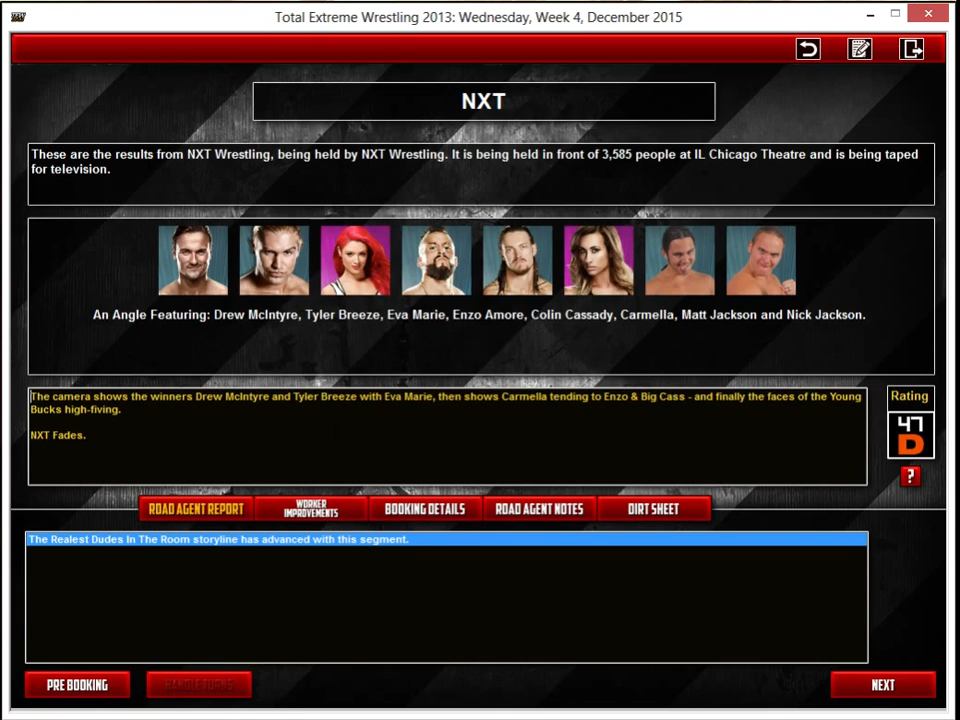 Total Extreme Wrestling 2013: Wednesday, Week 4, December 2015
NXT
These are the results from NXT Wrestling, being held by NXT Wrestling. It is being held in front of 3,585 people at IL Chicago Theatre and is being taped
for television.
An Angle Featuring: Drew McIntyre, Tyler Breeze, Eva Marie, Enzo Amore, Colin Cassady, Carmella, Matt Jackson and Nick Jackson.
The camera shows the winners Drew McIntyre and Tyler Breeze with Eva Marie, then shows Carmella tending to Enzo & Big Cass - and finally the faces of the Young
Bucks high-fiving.
NXT Fades.
Rating
47
D
?
ROAD AGENT REPORT
WORKER
IMPROVEMENTS
BOOKING DETAILS
ROAD AGENT NOTES
DIRT SHEET
The Realest Dudes In The Room storyline has advanced with this segment.
PRE BOOKING
HANDLE TURNS
NEXT